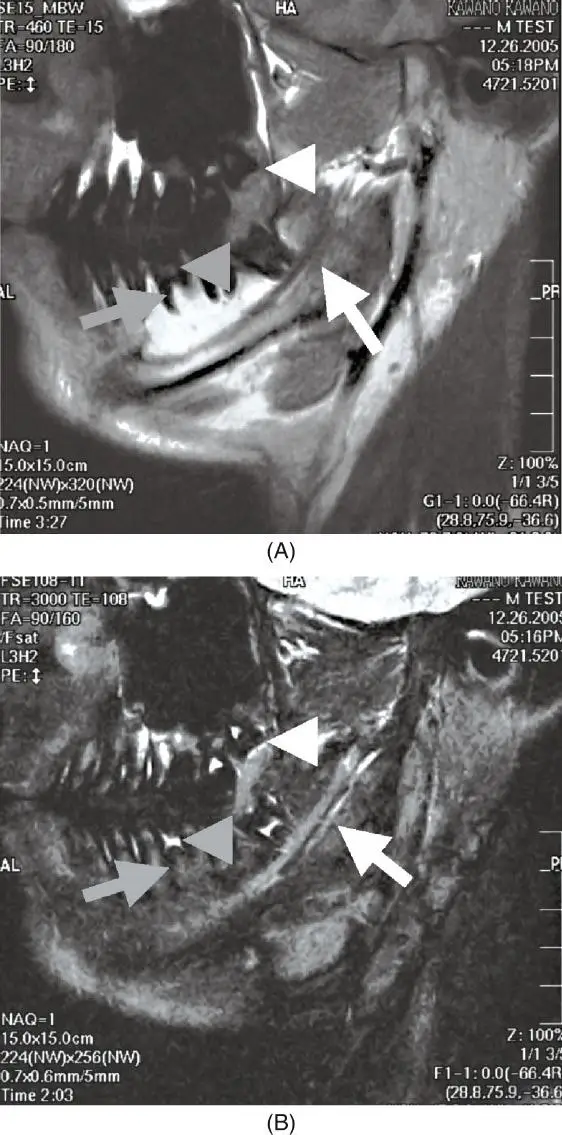 SE15_MBW
TR=460 TE=15
FA=90/180
L3H2
PE:
HA
KAWANO KAWANO
--- M TEST
12.26.2005
05:18PM
4721.5201
AL
PR
NAQ=1
15.0x15.0cm
224(NW)x320(NW)
0.7x0.5mm/5mm
Time 3:27
Z: 100%
1/1 3/5
G1-1: 0.0(-66.4R)
(28.8,75.9,-36.6)
(A)
FSE108-11
TR=3000 TE=108
FA=90/160
/Fsat
L3H2
PE:
HA
KAWANO KAWANO
--- M TEST
12.26.2005
05:16PM
4721.5201
AL
PR
NAQ=1
15.0x15.0cm
224(NW)x256(NW)
0.7x0.6mm/5mm
Time 2:03
Z: 100%
1/1 3/5
F1-1: 0.0(-66.4R
(28.8,75.9,-36.6
(B)